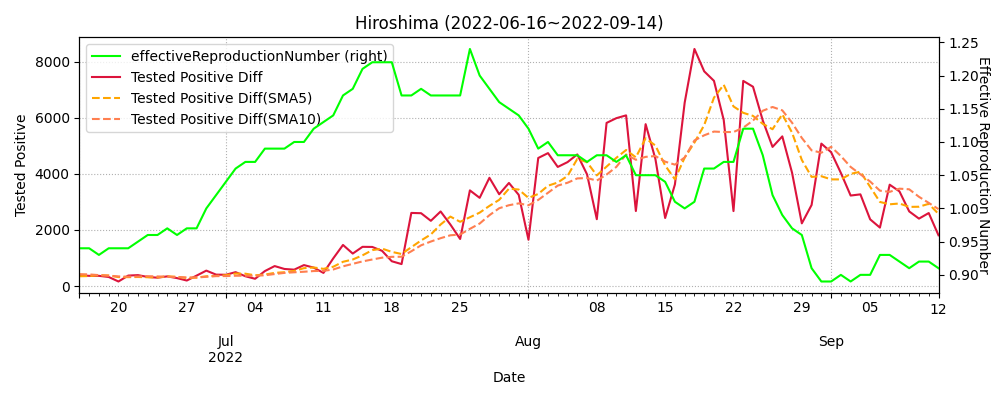 Hiroshima (2022-06-16~2022-09-14)
effectiveReproductionNumber (right)
Tested Positive Diff
Tested Positive Diff(SMA5)
Tested Positive Diff(SMA10)
Tested Positive
8000
6000
4000
2000
0
Effective Reproduction Number
1.25
1.20
1.15
1.10
1.05
1.00
0.95
0.90
20 27 04 11 18 25 08 15 22 29 05 12
Jul Aug Sep
2022
Date